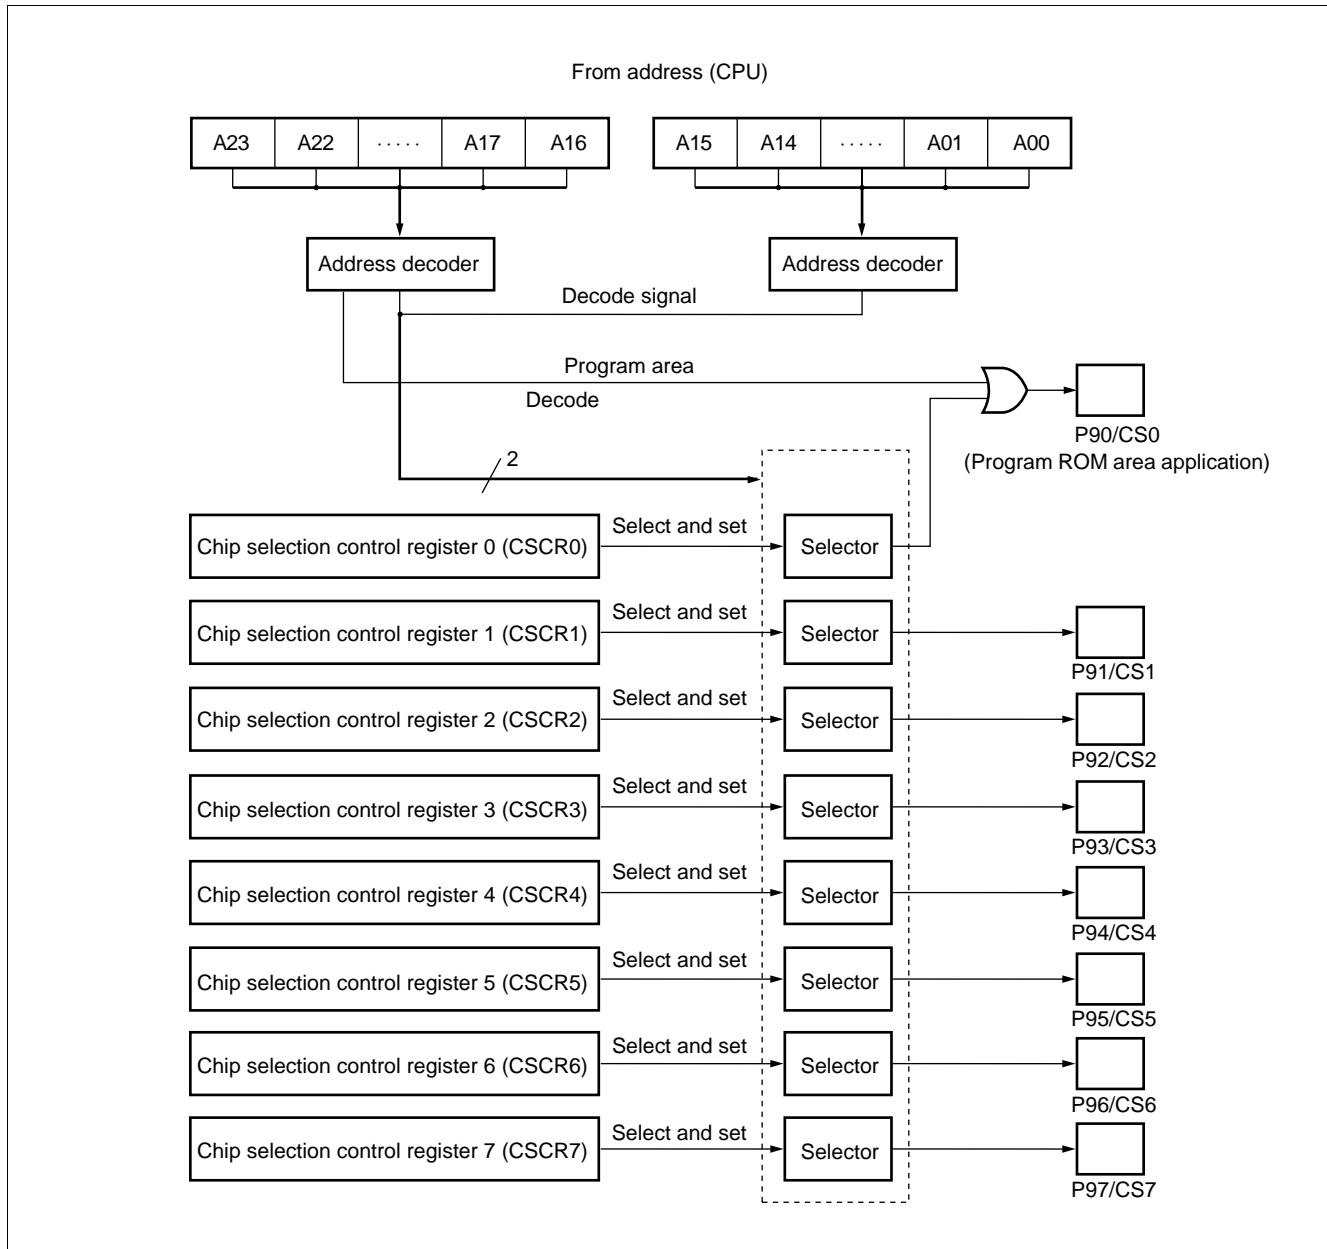 From address (CPU)
A23 A22 ..... A17 A16 A15 A14 ..... A01 A00
Address decoder Address decoder
Decode signal
Program area
Decode
P90/CS0
(Program ROM area application)
2
Chip selection control register 0 (CSCR0) Select and set Selector
Chip selection control register 1 (CSCR1) Select and set Selector
P91/CS1
Chip selection control register 2 (CSCR2) Select and set Selector
P92/CS2
Chip selection control register 3 (CSCR3) Select and set Selector
P93/CS3
Chip selection control register 4 (CSCR4) Select and set Selector
P94/CS4
Chip selection control register 5 (CSCR5) Select and set Selector
P95/CS5
Chip selection control register 6 (CSCR6) Select and set Selector
P96/CS6
Chip selection control register 7 (CSCR7) Select and set Selector
P97/CS7